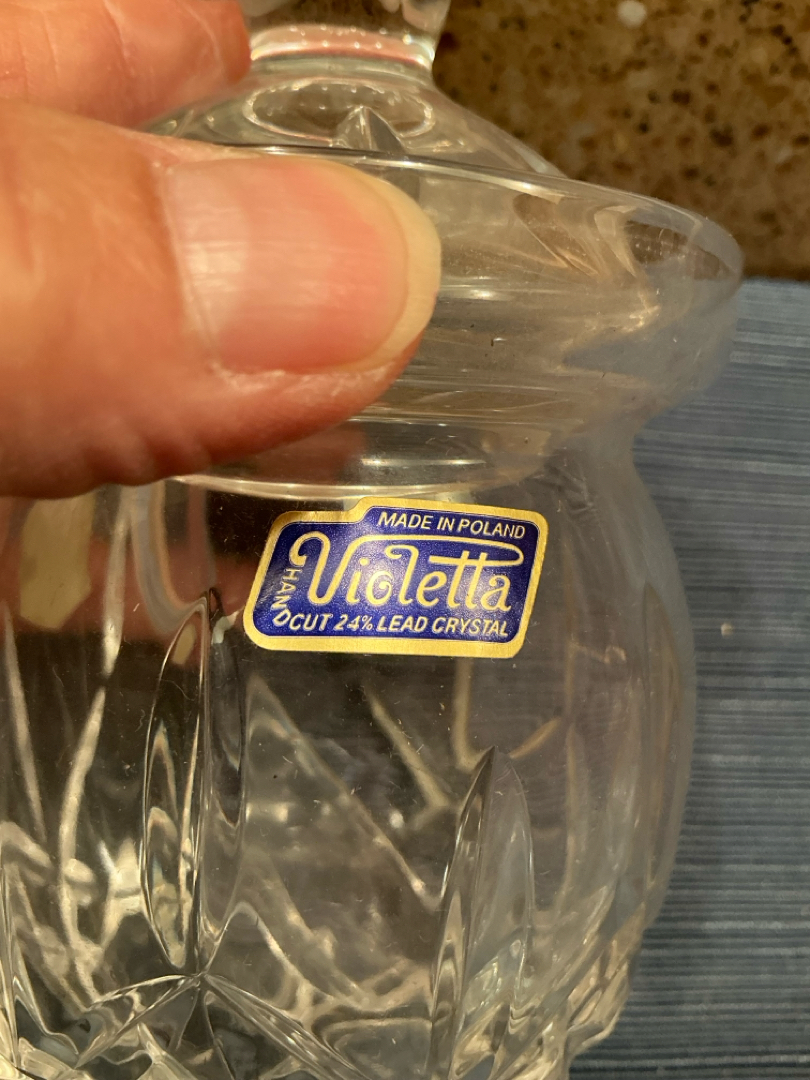 MADE IN POLAND
Violetta
HAND CUT 24% LEAD CRYSTAL